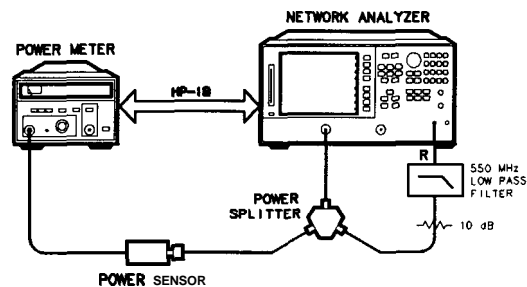 NETWORK ANALYZER
POWER METER
HP-IB
R
550 MHz
LOW PASS
FILTER
POWER
SPLITTER
10 dB
POWER SENSOR